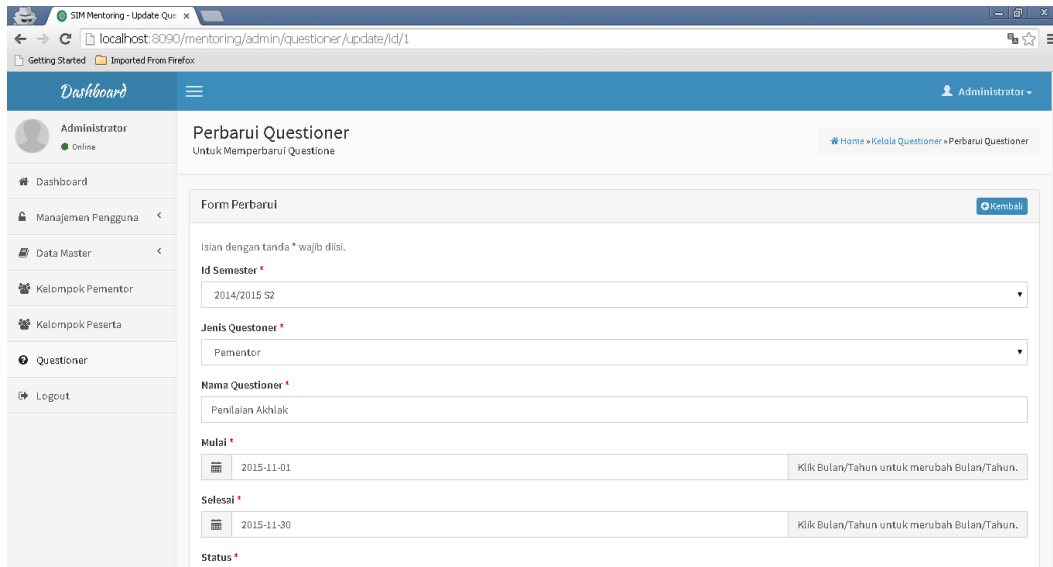 SIM Mentoring - Update Que
localhost:8090/mentoring/admin/questioner/update/id/1
Getting Started Imported From Firefox
Dashboard
Administrator
Administrator
Online
Perbarui Questioner
Untuk Memperbarui Questione
Home » Kelola Questioner » Perbarui Questioner
Dashboard
Manajemen Pengguna
Data Master
Kelompok Pementor
Kelompok Peserta
Questioner
Logout
Form Perbarui
Kembali
Isian dengan tanda * wajib diisi.
Id Semester *
2014/2015 S2
Jenis Questoner *
Pementor
Nama Questioner *
Penilaian Akhlak
Mulai *
2015-11-01 Klik Bulan/Tahun untuk merubah Bulan/Tahun.
Selesai *
2015-11-30 Klik Bulan/Tahun untuk merubah Bulan/Tahun.
Status *